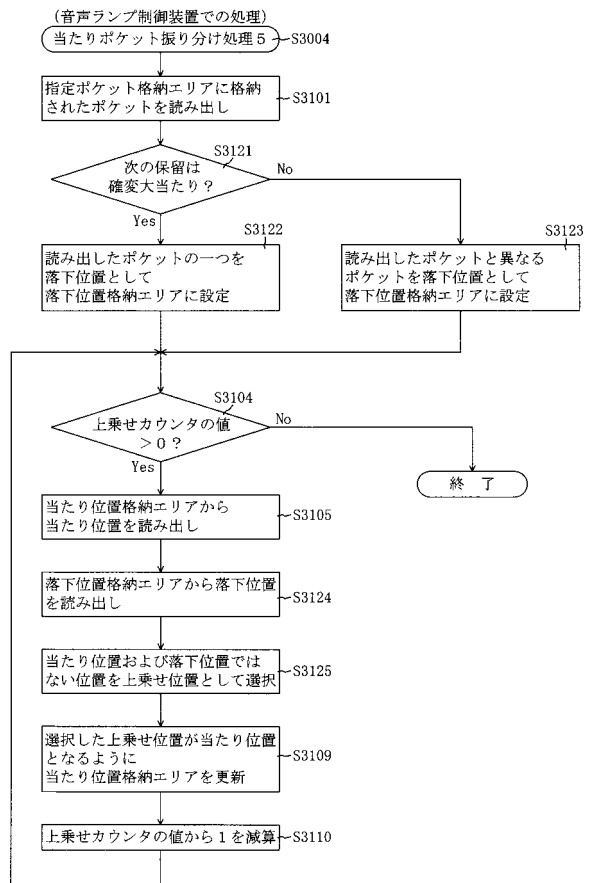 (音声ランプ制御装置での処理)
当たりポケット振り分け処理5
S3004
指定ポケット格納エリアに格納
されたポケットを読み出し
S3101
S3121
次の保留は
確変大当たり?
No
Yes
S3122
読み出したポケットの一つを
落下位置として
落下位置格納エリアに設定
S3123
読み出したポケットと異なる
ポケットを落下位置として
落下位置格納エリアに設定
S3104
上乗せカウンタの値
>0?
No
Yes
終 了
当たり位置格納エリアから
当たり位置を読み出し
S3105
落下位置格納エリアから落下位置
を読み出し
S3124
当たり位置および落下位置では
ない位置を上乗せ位置として選択
S3125
選択した上乗せ位置が当たり位置
となるように
当たり位置格納エリアを更新
S3109
上乗せカウンタの値から1を減算
S3110